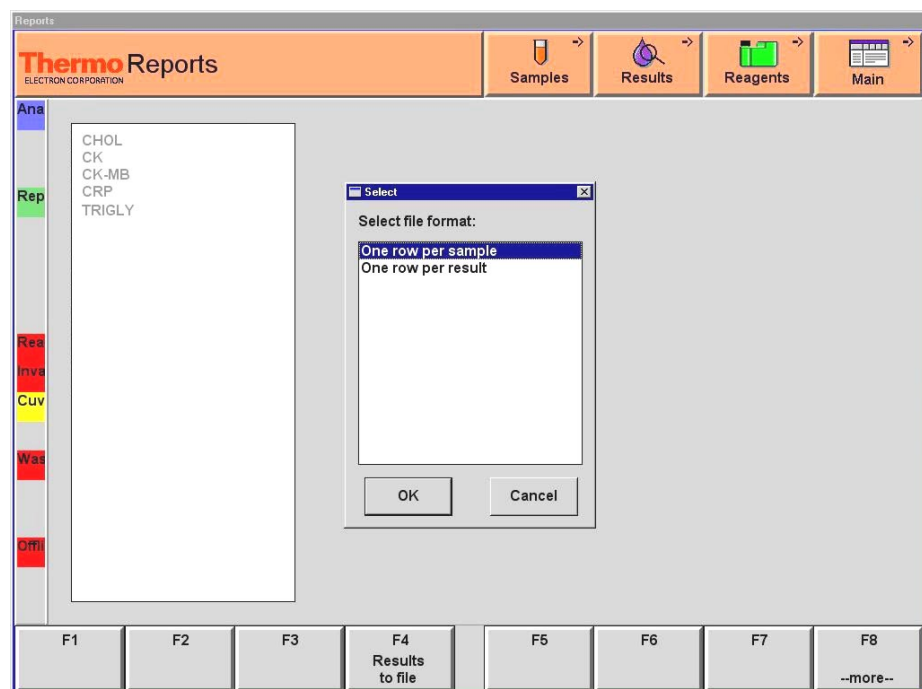 Reports
Thermo
ELECTRON CORPORATION
Reports
Samples
Results
Reagents
Main
Ana
Rep
Rea
Inva
Cuv
Was
Offli
CHOL
CK
CK-MB
CRP
TRIGLY
Select
Select file format:
One row per sample
One row per result
OK
Cancel
F1
F2
F3
F4
Results
to file
F5
F6
F7
F8
--more--